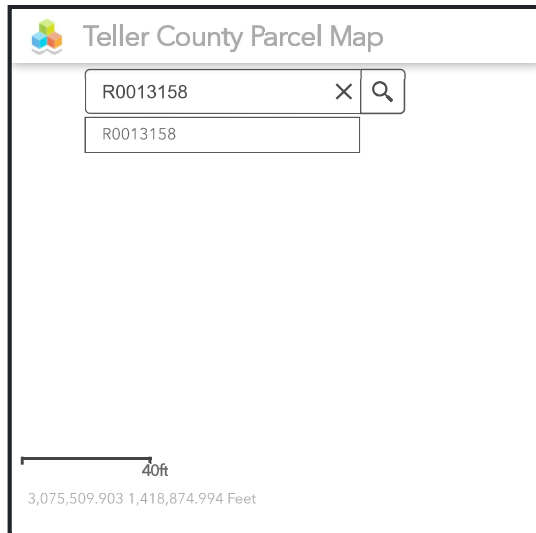 Teller County Parcel Map
R0013158
R0013158
40ft
3,075,509.903 1,418,874.994 Feet